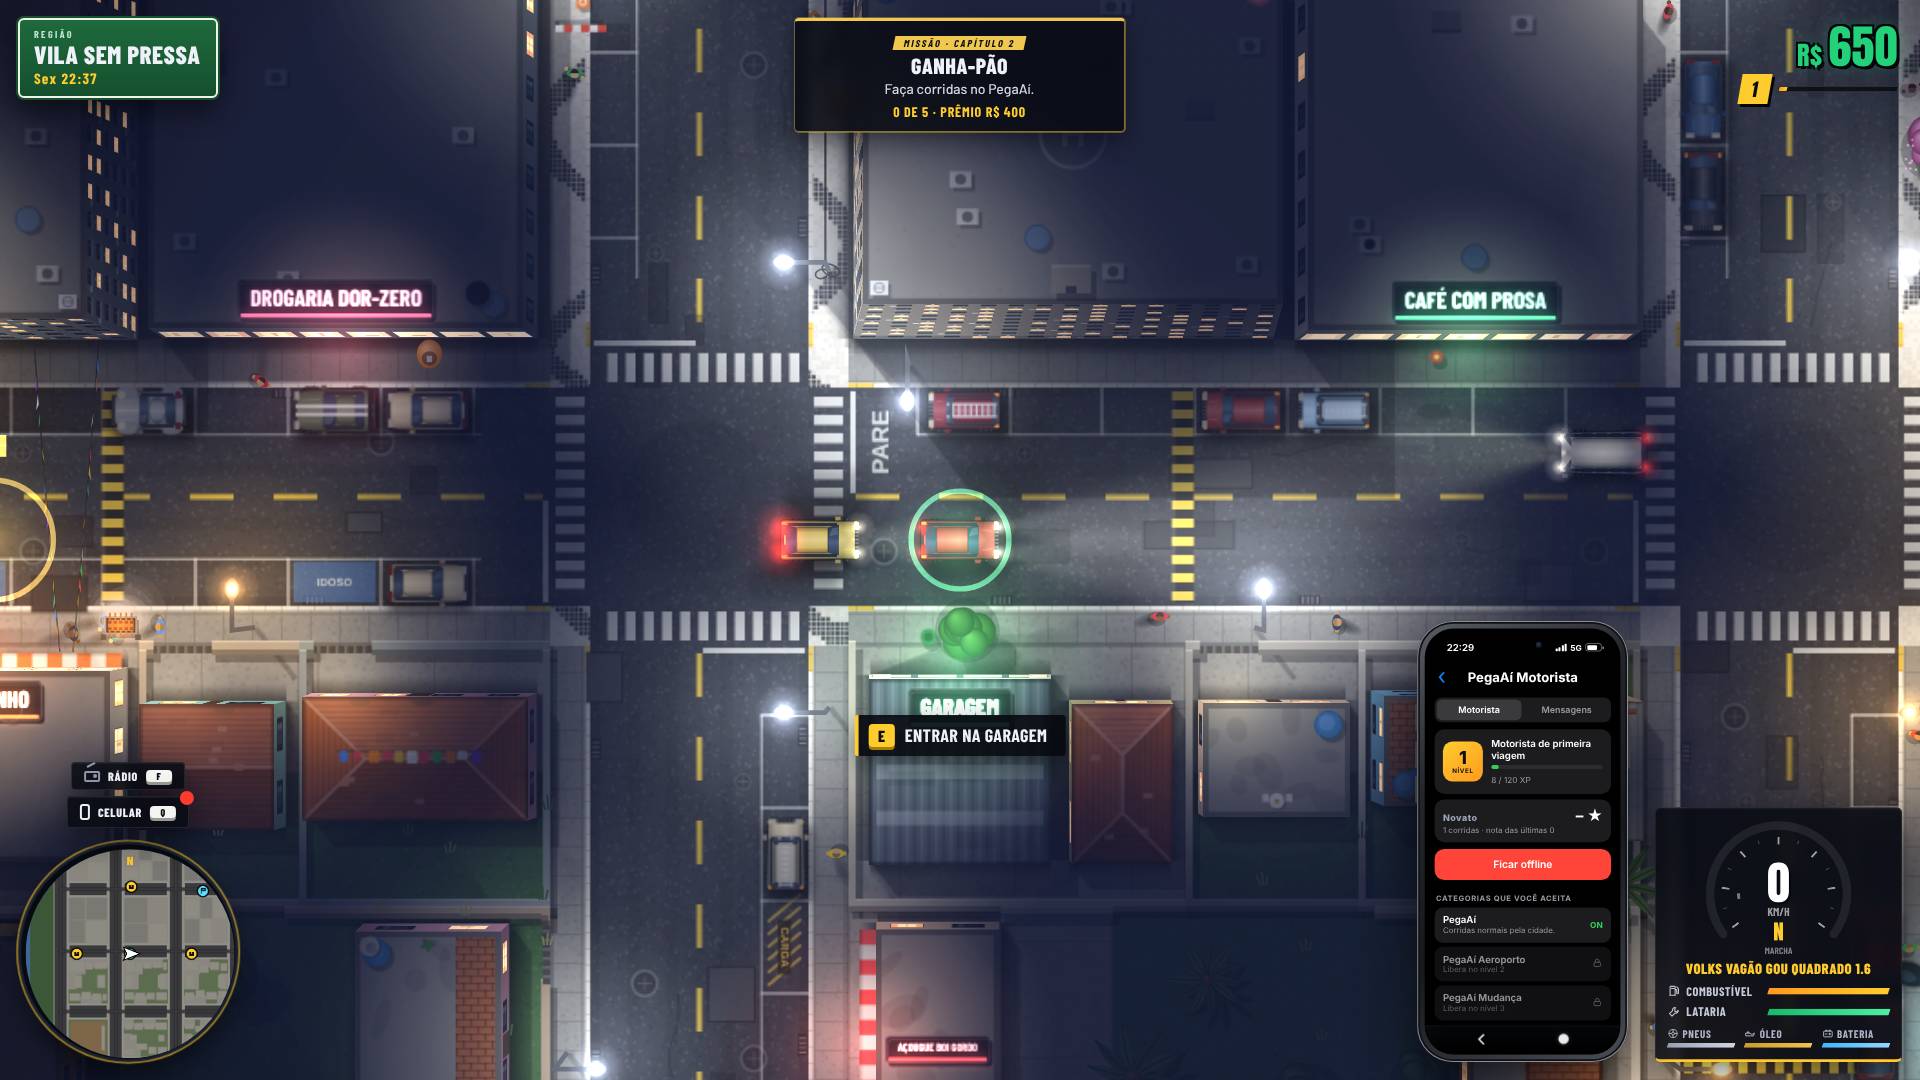 REGIÃO
VILA SEM PRESSA
Sex 22:37
MISSÃO · CAPÍTULO 2
GANHA-PÃO
Faça corridas no PegaAí.
0 DE 5 · PRÊMIO R$ 400
R$ 650
1
DROGARIA DOR-ZERO
CAFÉ COM PROSA
PARE
IDOSO
NHO
GARAGEM
E ENTRAR NA GARAGEM
RÁDIO F
CELULAR Q
N
CARGA
AÇOUGUE BOI GORDO
22:29
5G
PegaAí Motorista
Motorista
Mensagens
1
NÍVEL
Motorista de primeira
viagem
8 / 120 XP
Novato
– ★
1 corridas · nota das últimas 0
Ficar offline
CATEGORIAS QUE VOCÊ ACEITA
PegaAí
Corridas normais pela cidade.
ON
PegaAí Aeroporto
Libera no nível 2
PegaAí Mudança
Libera no nível 3
0
KM/H
N
MARCHA
VOLKS VAGÃO GOU QUADRADO 1.6
COMBUSTÍVEL
LATARIA
PNEUS
ÓLEO
BATERIA